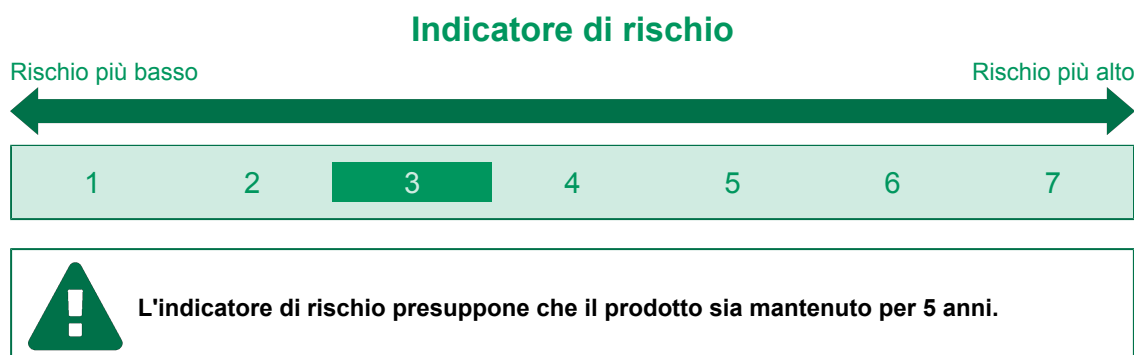 Indicatore di rischio
Rischio più basso Rischio più alto
1 2 3 4 5 6 7
L'indicatore di rischio presuppone che il prodotto sia mantenuto per 5 anni.